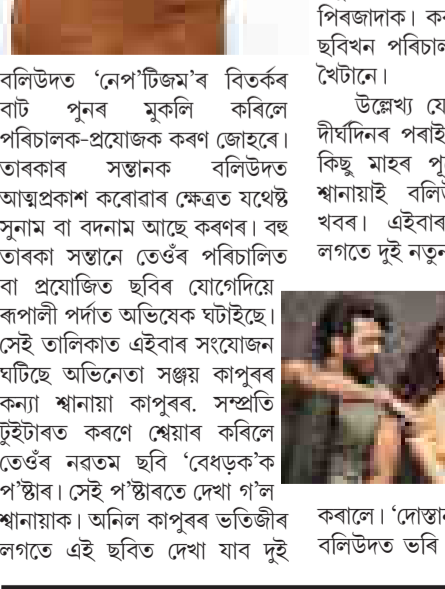 বলিউডত ‘নেপ’টিজম’ৰ বিতৰ্কৰ
বাট পুনৰ মুকলি কৰিলে
পৰিচালক-প্ৰযোজক কৰণ জোহৰে।
তাৰকাৰ সন্তানক বলিউডত
আত্মপ্ৰকাশ কৰোৱাৰ ক্ষেত্ৰত যথেষ্ট
সুনাম বা বদনাম আছে কৰণৰ। বহু
তাৰকা সন্তানে তেওঁৰ পৰিচালিত
বা প্ৰযোজিত ছবিৰ যোগেদিয়ে
ৰূপালী পৰ্দাত অভিষেক ঘটাইছে।
সেই তালিকাত এইবাৰ সংযোজন
ঘটিছে অভিনেতা সঞ্জয় কাপুৰৰ
কন্যা শ্বানায়া কাপুৰৰ. সম্প্ৰতি
টুইটাৰত কৰণে শ্বেয়াৰ কৰিলে
তেওঁৰ নৱতম ছবি ‘বেধড়ক’ক
প’ষ্টাৰ। সেই প’ষ্টাৰতে দেখা গ’ল
শ্বানায়াক। অনিল কাপুৰৰ ভতিজীৰ
লগতে এই ছবিত দেখা যাব দুই
পিৰজাদাক।
ছবিখন
খৈটানে।
উল্লেখ্য
দীৰ্ঘদিনৰ
কিছু মাহৰ
শ্বানায়াই
খবৰ। এইবাৰ
লগতে দুই
কৰালে।
বলিউডত ভৰি